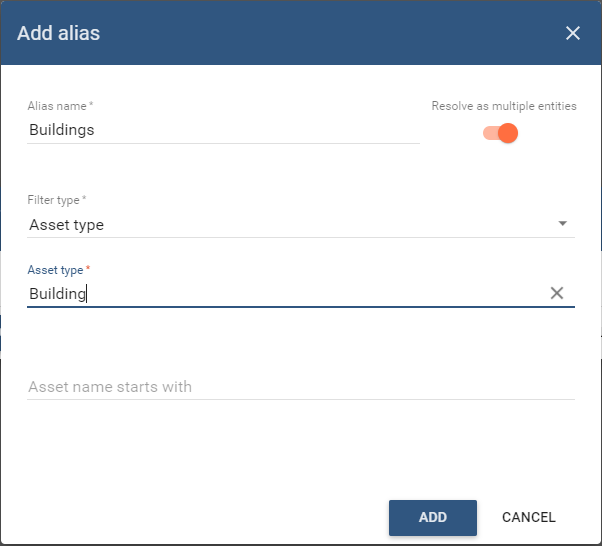 Add alias
Alias name *
Resolve as multiple entities
Buildings
Filter type *
Asset type
Asset type *
Building
Asset name starts with
ADD
CANCEL